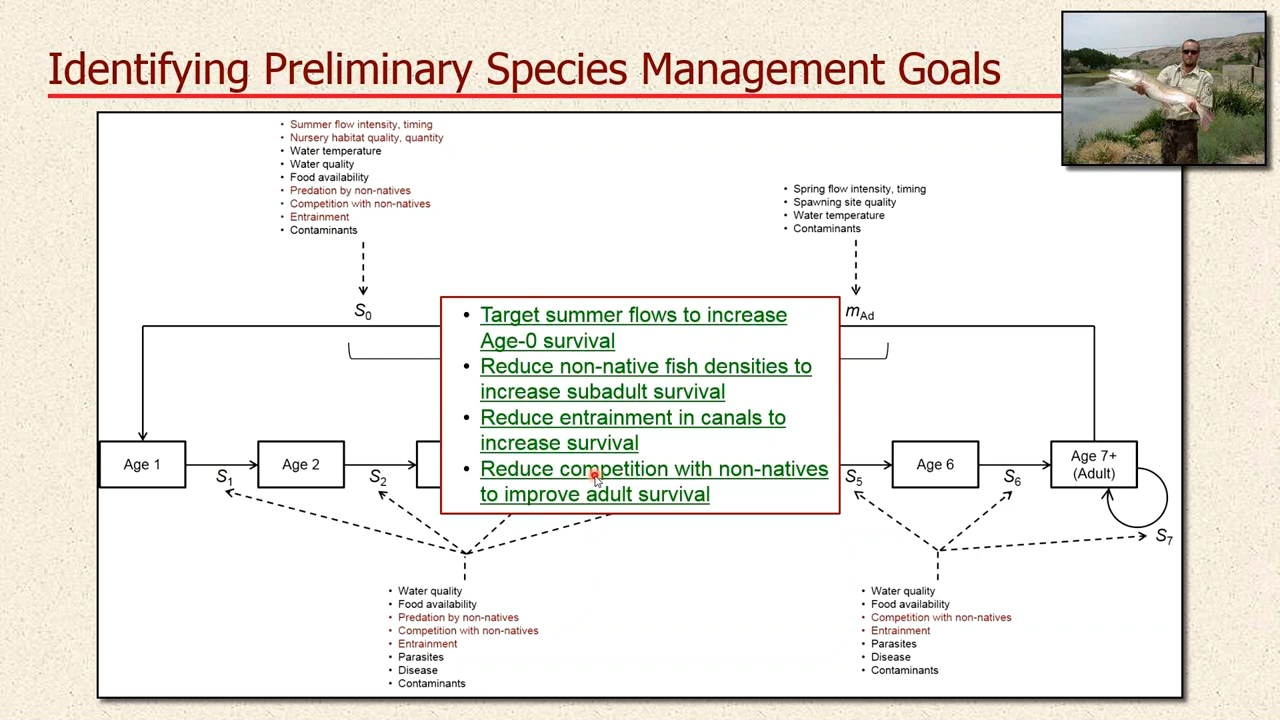 Identifying Preliminary Species Management Goals
• Summer flow intensity, timing
• Nursery habitat quality, quantity
• Water temperature
• Water quality
• Food availability
• Predation by non-natives
• Competition with non-natives
• Entrainment
• Contaminants
• Spring flow intensity, timing
• Spawning site quality
• Water temperature
• Contaminants
S0
mAd
• Target summer flows to increase
Age-0 survival
• Reduce non-native fish densities to
increase subadult survival
• Reduce entrainment in canals to
increase survival
• Reduce competition with non-natives
to improve adult survival
Age 1
S1
Age 2
S2
S5
Age 6
S6
Age 7+
(Adult)
S7
• Water quality
• Food availability
• Predation by non-natives
• Competition with non-natives
• Entrainment
• Parasites
• Disease
• Contaminants
• Water quality
• Food availability
• Competition with non-natives
• Entrainment
• Parasites
• Disease
• Contaminants